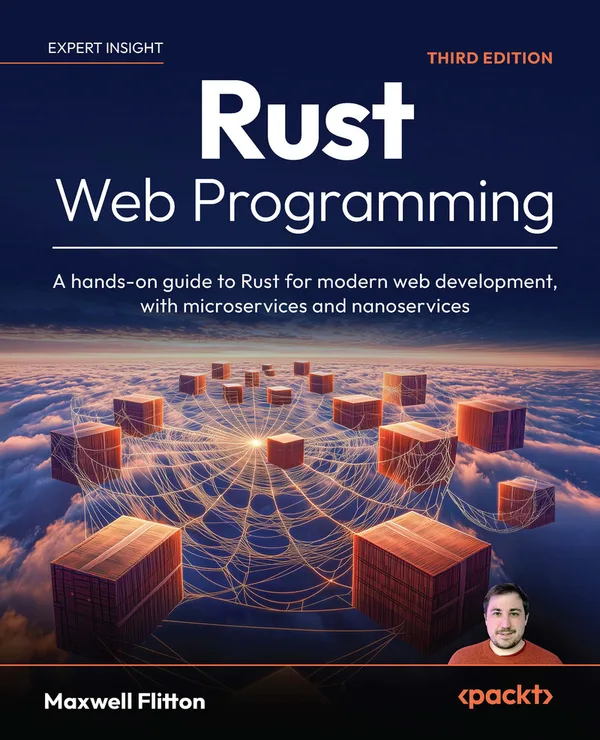 EXPERT INSIGHT
THIRD EDITION
Rust
Web Programming
A hands-on guide to Rust for modern web development,
with microservices and nanoservices
Maxwell Flitton
<packt>